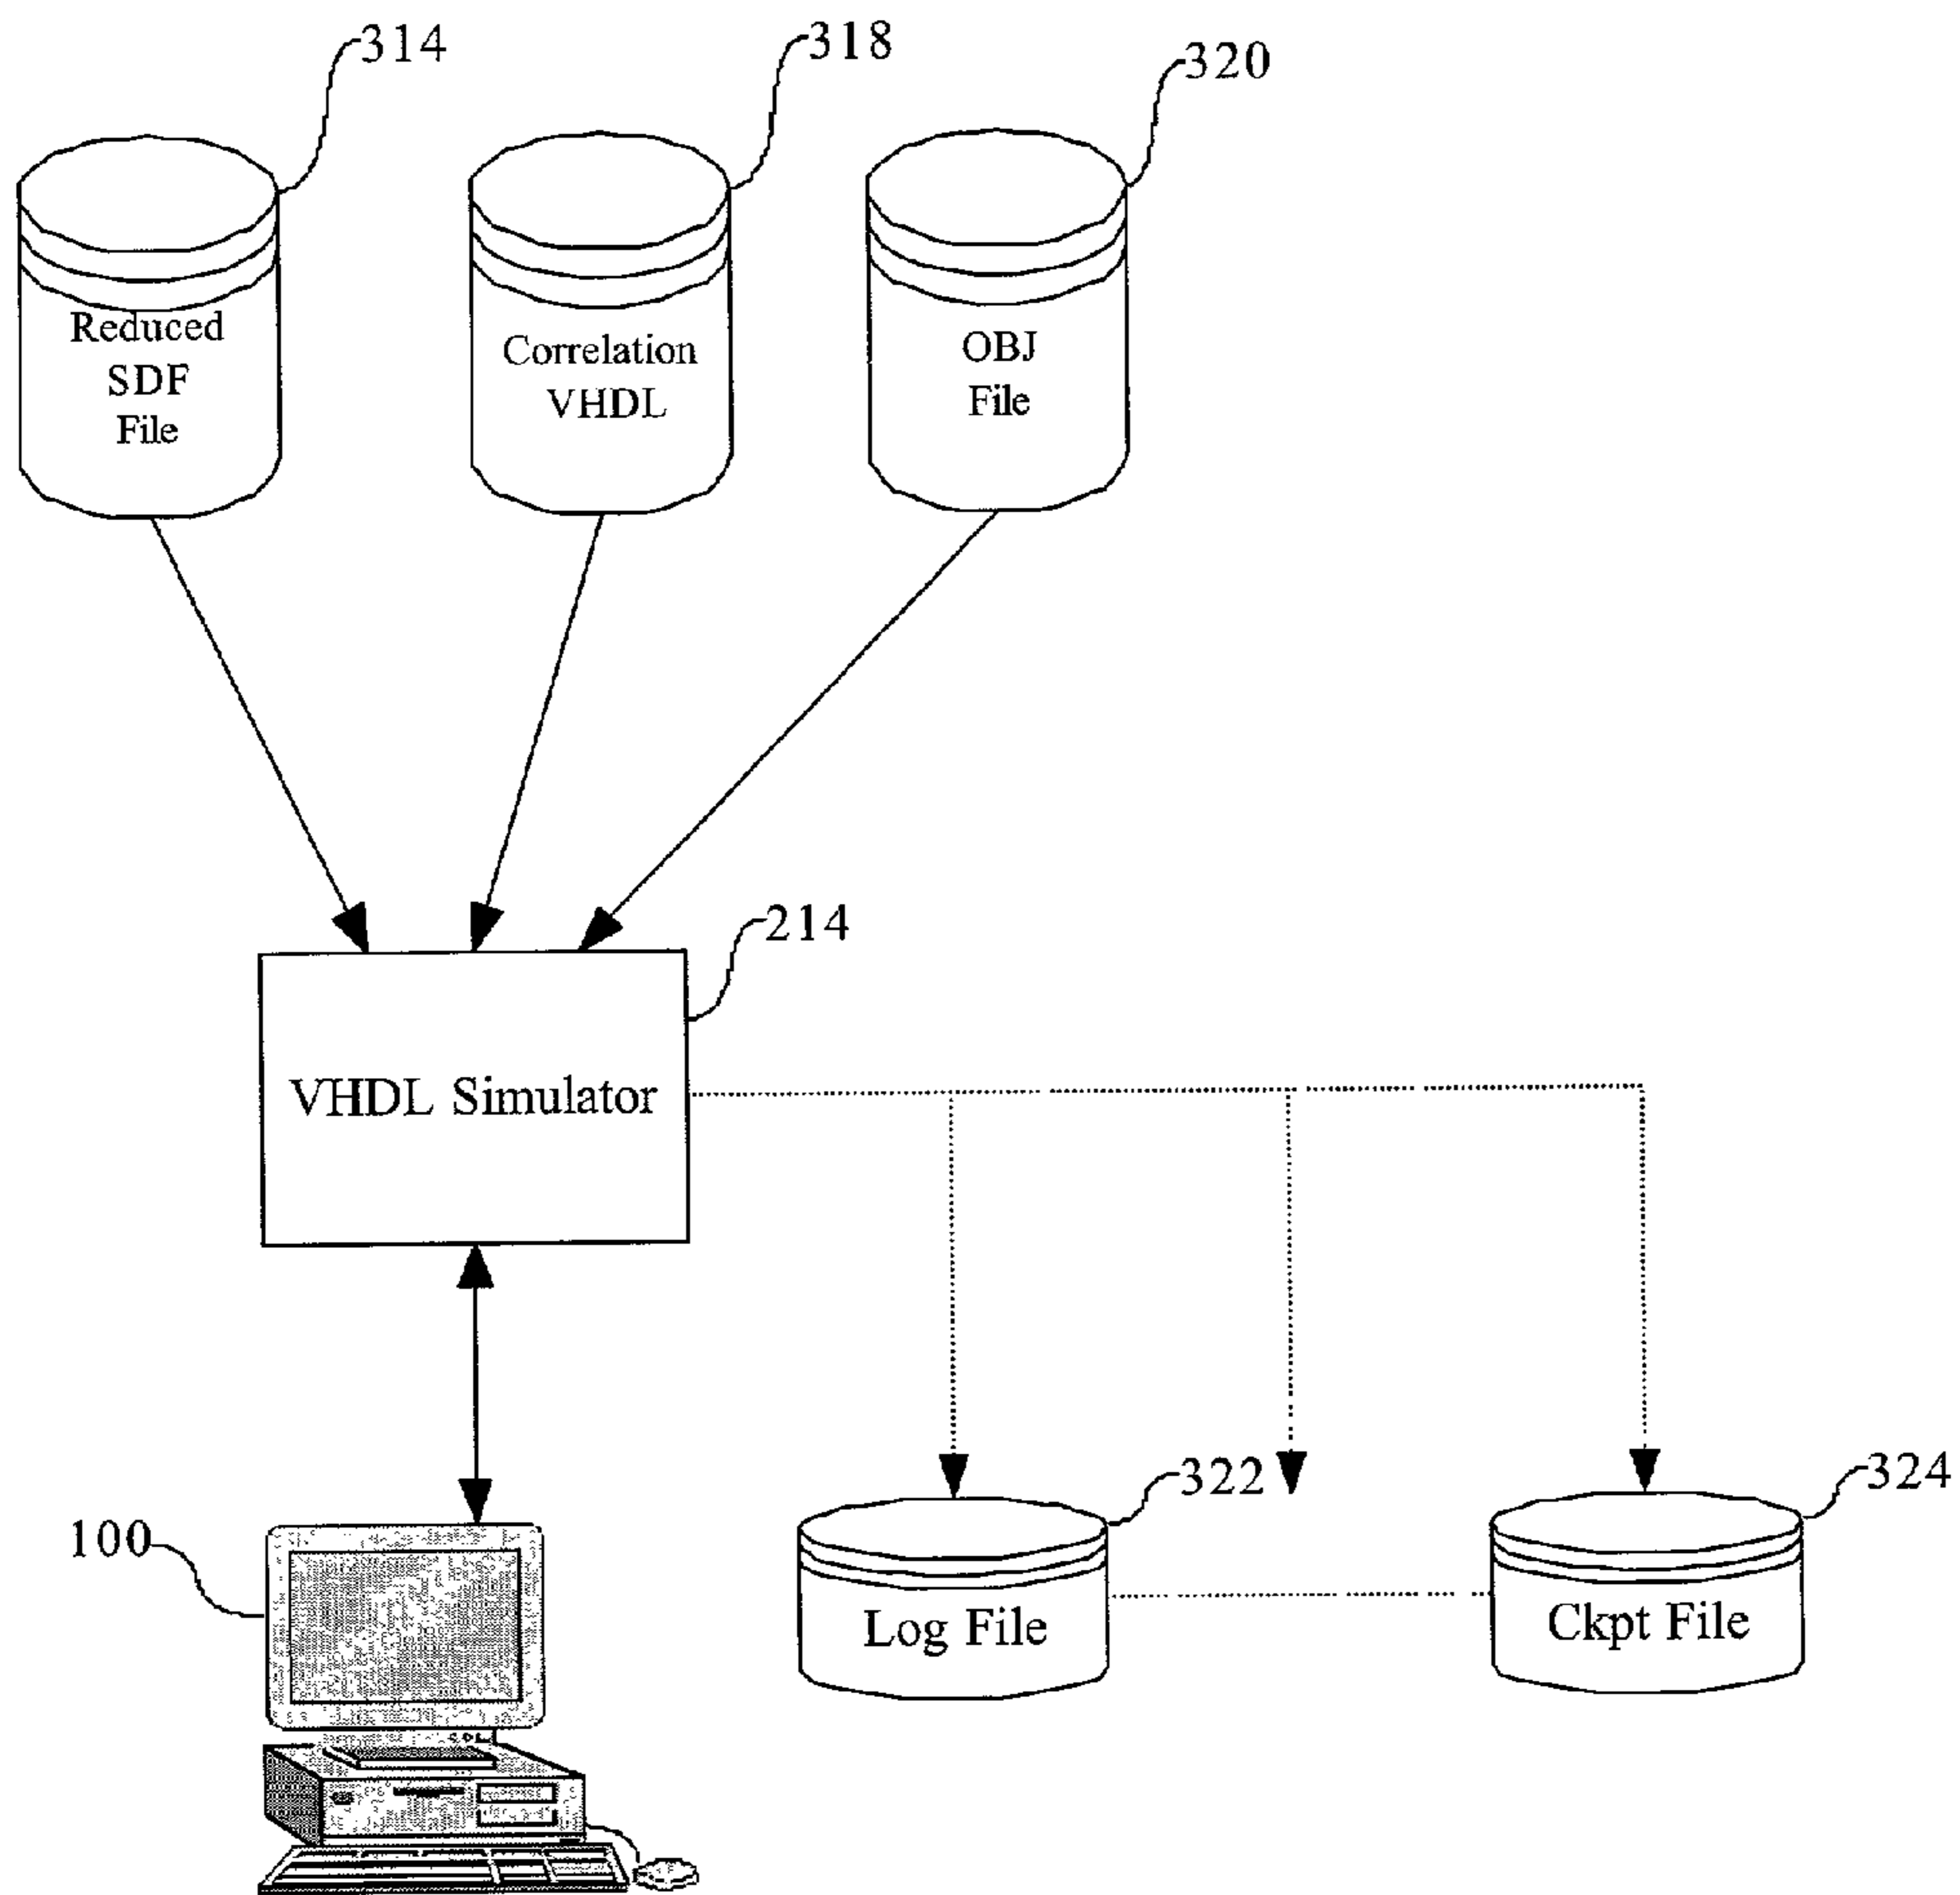 314
318
320
Reduced
SDF
File
Correlation
VHDL
OBJ
File
214
VHDL Simulator
322
324
100
Log File
Ckpt File